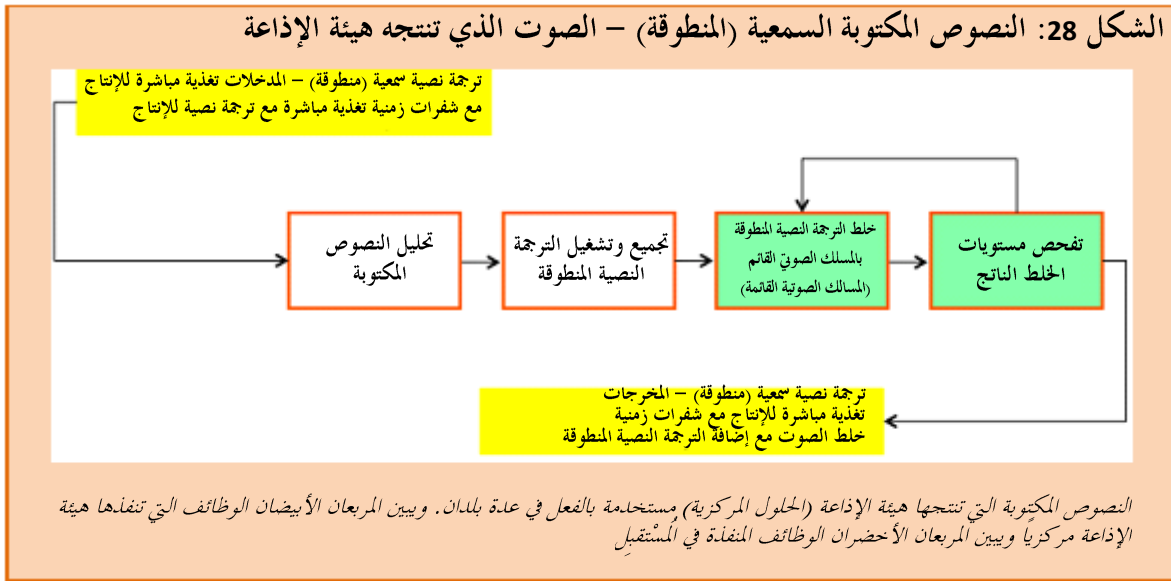 الشكل 28: النصوص المكتوبة السمعية (المنطوقة) – الصوت الذي تنتجه هيئة الإذاعة
ترجمة نصية سمعية (منطوقة) – المدخلات تغذية مباشرة للإنتاج
مع شفرات زمنية تغذية مباشرة مع ترجمة نصية للإنتاج
تحليل النصوص
المكتوبة
تجميع وتشغيل الترجمة
النصية المنطوقة
خلط الترجمة النصية المنطوقة
بالمسلك الصوتي القائم
(المسالك الصوتية القائمة)
تفحص مستويات
الخلط الناتج
ترجمة نصية سمعية (منطوقة) – المخرجات
تغذية مباشرة للإنتاج مع شفرات زمنية
خلط الصوت مع إضافة الترجمة النصية المنطوقة
النصوص المكتوبة التي تنتجها هيئة الإذاعة (الحلول المركزية) مستخدمة بالفعل في عدة بلدان. ويبين المربعان الأبيضان الوظائف التي تنفذها هيئة
الإذاعة مركزياً ويبين المربعان الأخضران الوظائف المنفذة في الُمسْتقبِل